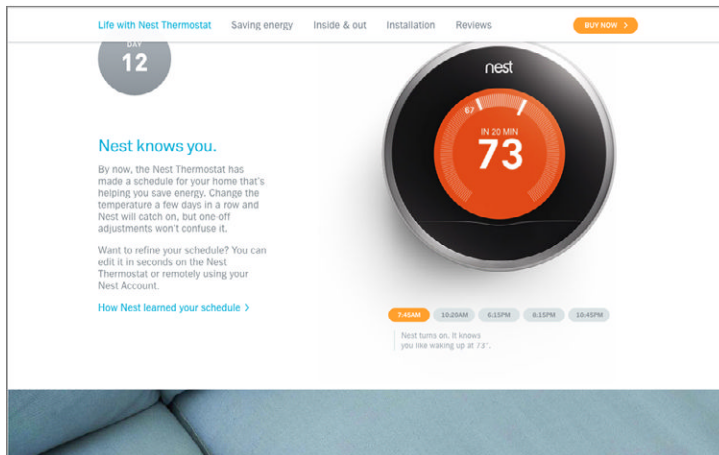 Life with Nest Thermostat Saving energy Inside & out Installation Reviews BUY NOW >
DAY
12
nest
67
IN 20 MIN
73
Nest knows you.
By now, the Nest Thermostat has
made a schedule for your home that's
helping you save energy. Change the
temperature a few days in a row and
Nest will catch on, but one-off
adjustments won't confuse it.
Want to refine your schedule? You can
edit it in seconds on the Nest
Thermostat or remotely using your
Nest Account.
How Nest learned your schedule >
7:45AM 10:20AM 6:15PM 8:15PM 10:45PM
Nest turns on. It knows
you like waking up at 73°.